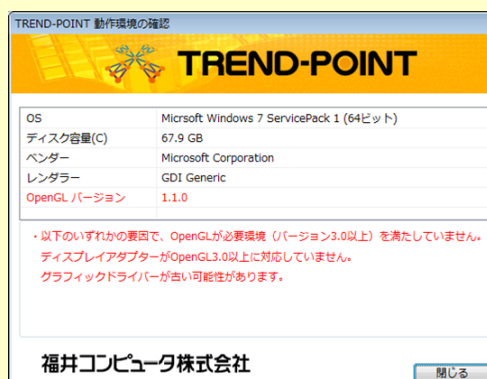 TREND-POINT 動作環境の確認
TREND-POINT
OS Micrsoft Windows 7 ServicePack 1 (64ビット)
ディスク容量(C) 67.9 GB
ベンダー Microsoft Corporation
レンダラー GDI Generic
OpenGL バージョン 1.1.0
・以下のいずれかの要因で、OpenGLが必要環境（バージョン3.0以上）を満たしていません。
ディスプレイアダプターがOpenGL3.0以上に対応していません。
グラフィックドライバーが古い可能性があります。
福井コンピュータ株式会社
閉じる